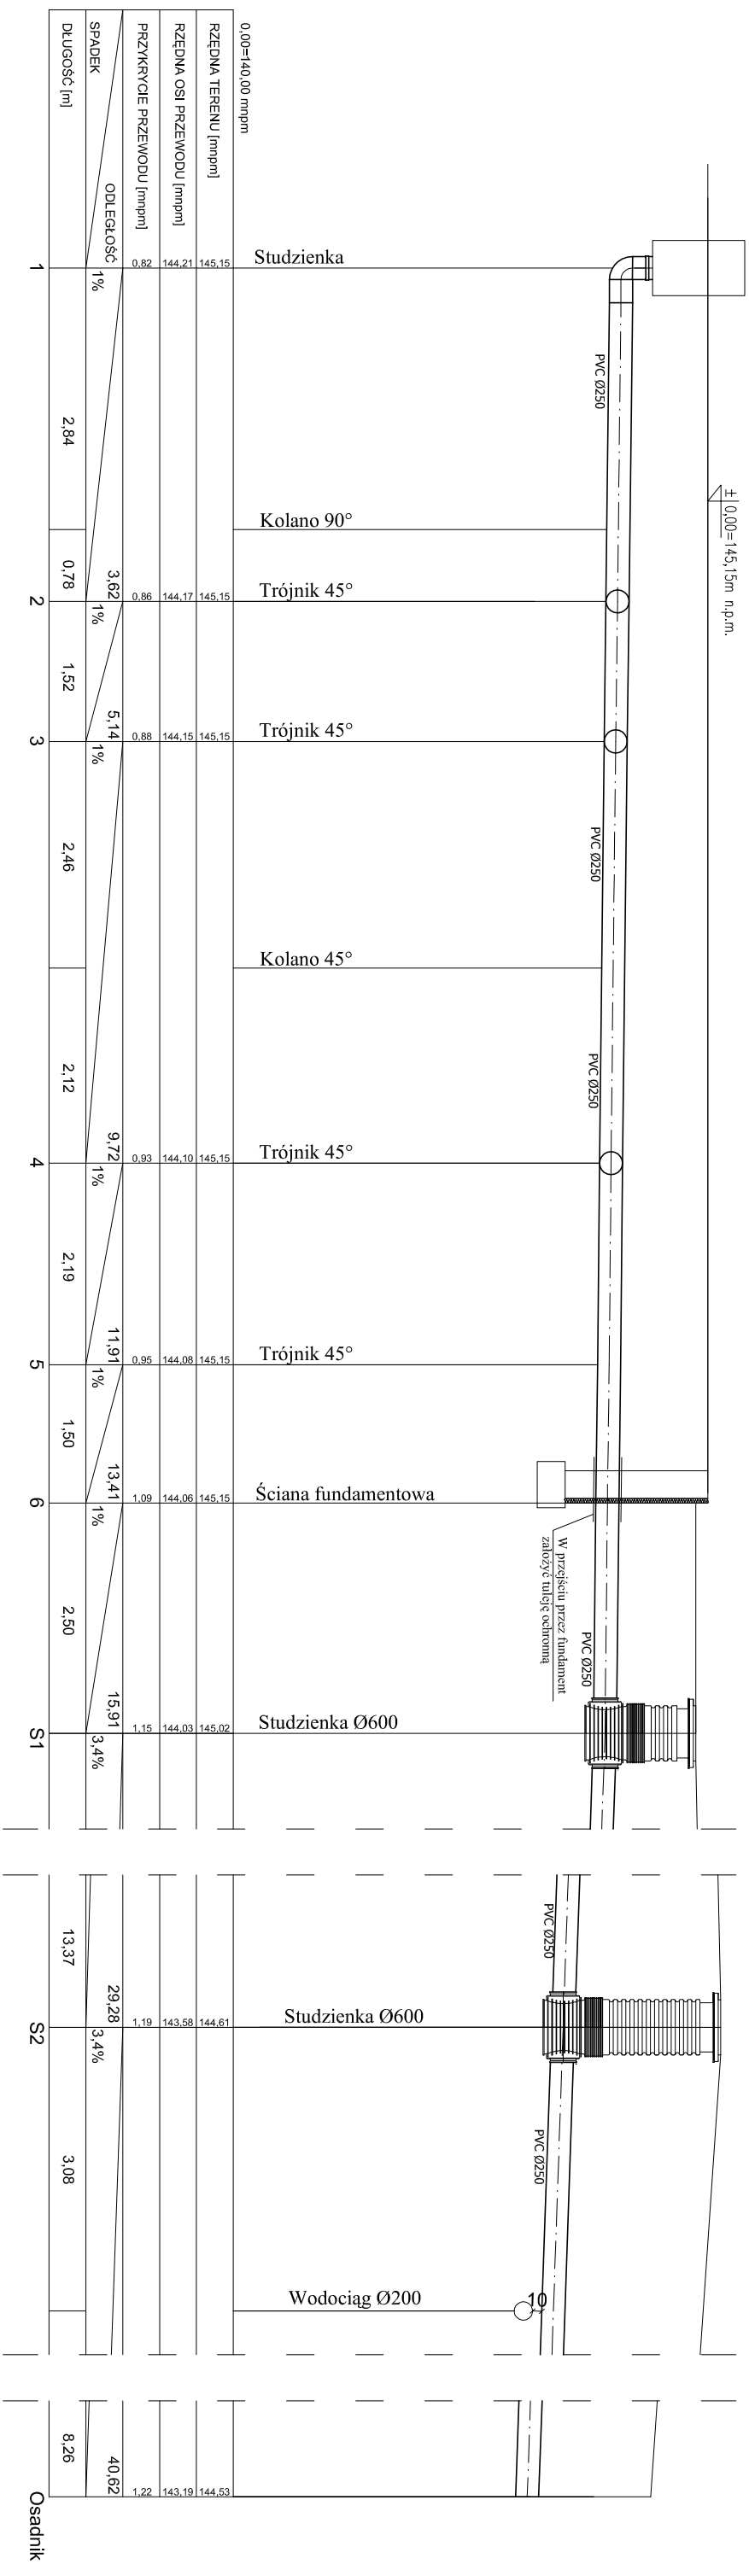 ± 0,00=145,15m n.p.m.
PVC Ø250
PVC Ø250
PVC Ø250
PVC Ø250
PVC Ø250
PVC Ø250
W przejściu przez fundament
założyć tuleję ochronną
10
Studzienka
Kolano 90°
Trójnik 45°
Trójnik 45°
Kolano 45°
Trójnik 45°
Trójnik 45°
Ściana fundamentowa
Studzienka Ø600
Studzienka Ø600
Wodociąg Ø200
0,00=140,00 mnpm
RZĘDNA TERENU [mnpm] 145,15 145,15 145,15 145,15 145,15 145,15 145,02 144,61 144,53
RZĘDNA OSI PRZEWODU [mnpm] 144,21 144,17 144,15 144,10 144,08 144,06 144,03 143,58 143,19
PRZYKRYCIE PRZEWODU [mnpm] 0,82 0,86 0,88 0,93 0,95 1,09 1,15 1,19 1,22
ODLEGŁOŚĆ 3,62 5,14 9,72 11,91 13,41 15,91 29,28 40,62
SPADEK 1% 1% 1% 1% 1% 1% 3,4% 3,4%
DŁUGOŚĆ [m] 2,84 0,78 1,52 2,46 2,12 2,19 1,50 2,50 13,37 3,08 8,26
1 2 3 4 5 6 S1 S2 Osadnik